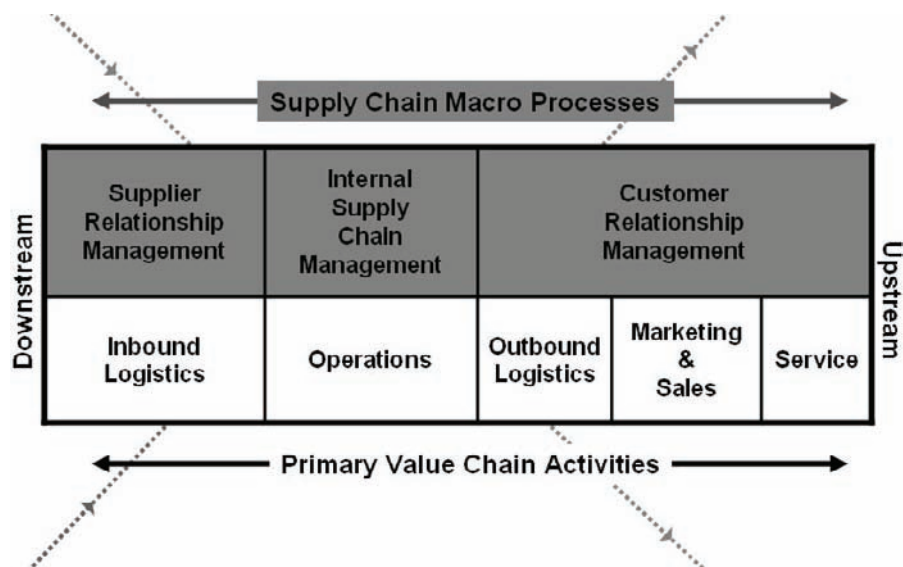 Supply Chain Macro Processes
Downstream
Supplier
Relationship
Management
Internal
Supply
Chain
Management
Customer
Relationship
Management
Upstream
Inbound
Logistics
Operations
Outbound
Logistics
Marketing
&
Sales
Service
Primary Value Chain Activities